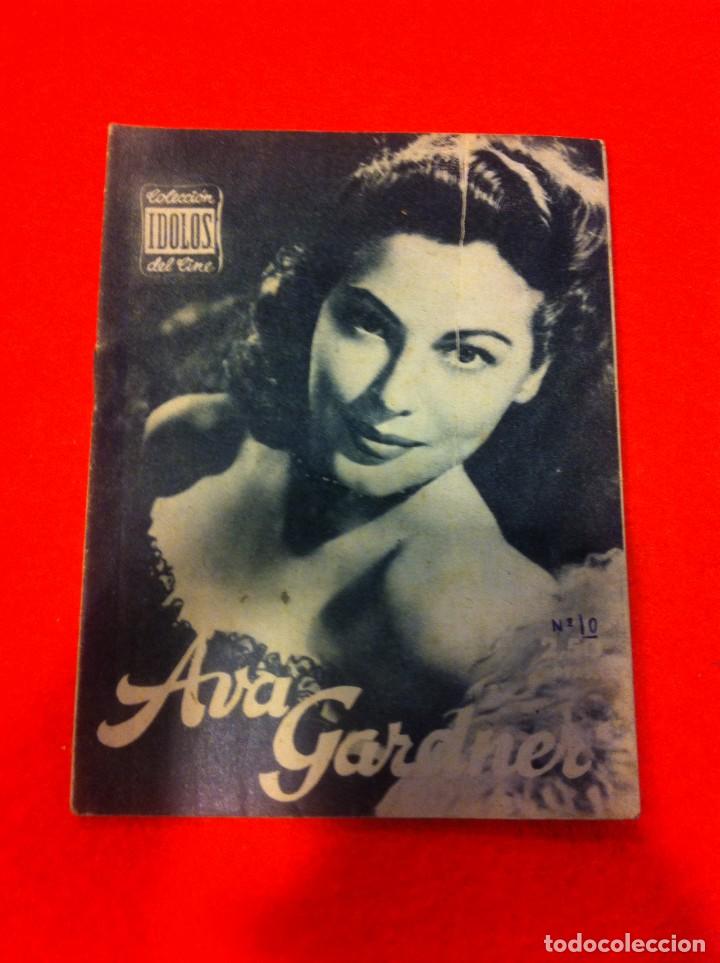 Colección
IDOLOS
del Cine
Nº 10
Ava
Gardner
todocoleccion